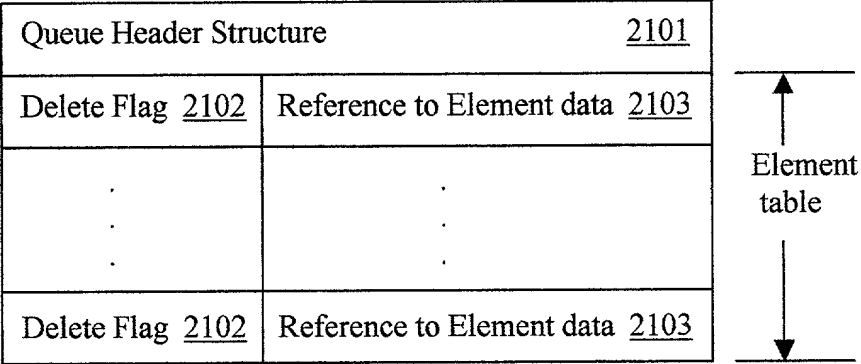 Queue Header Structure 2101
Delete Flag 2102 Reference to Element data 2103
. .
. .
. .
Delete Flag 2102 Reference to Element data 2103
Element
table